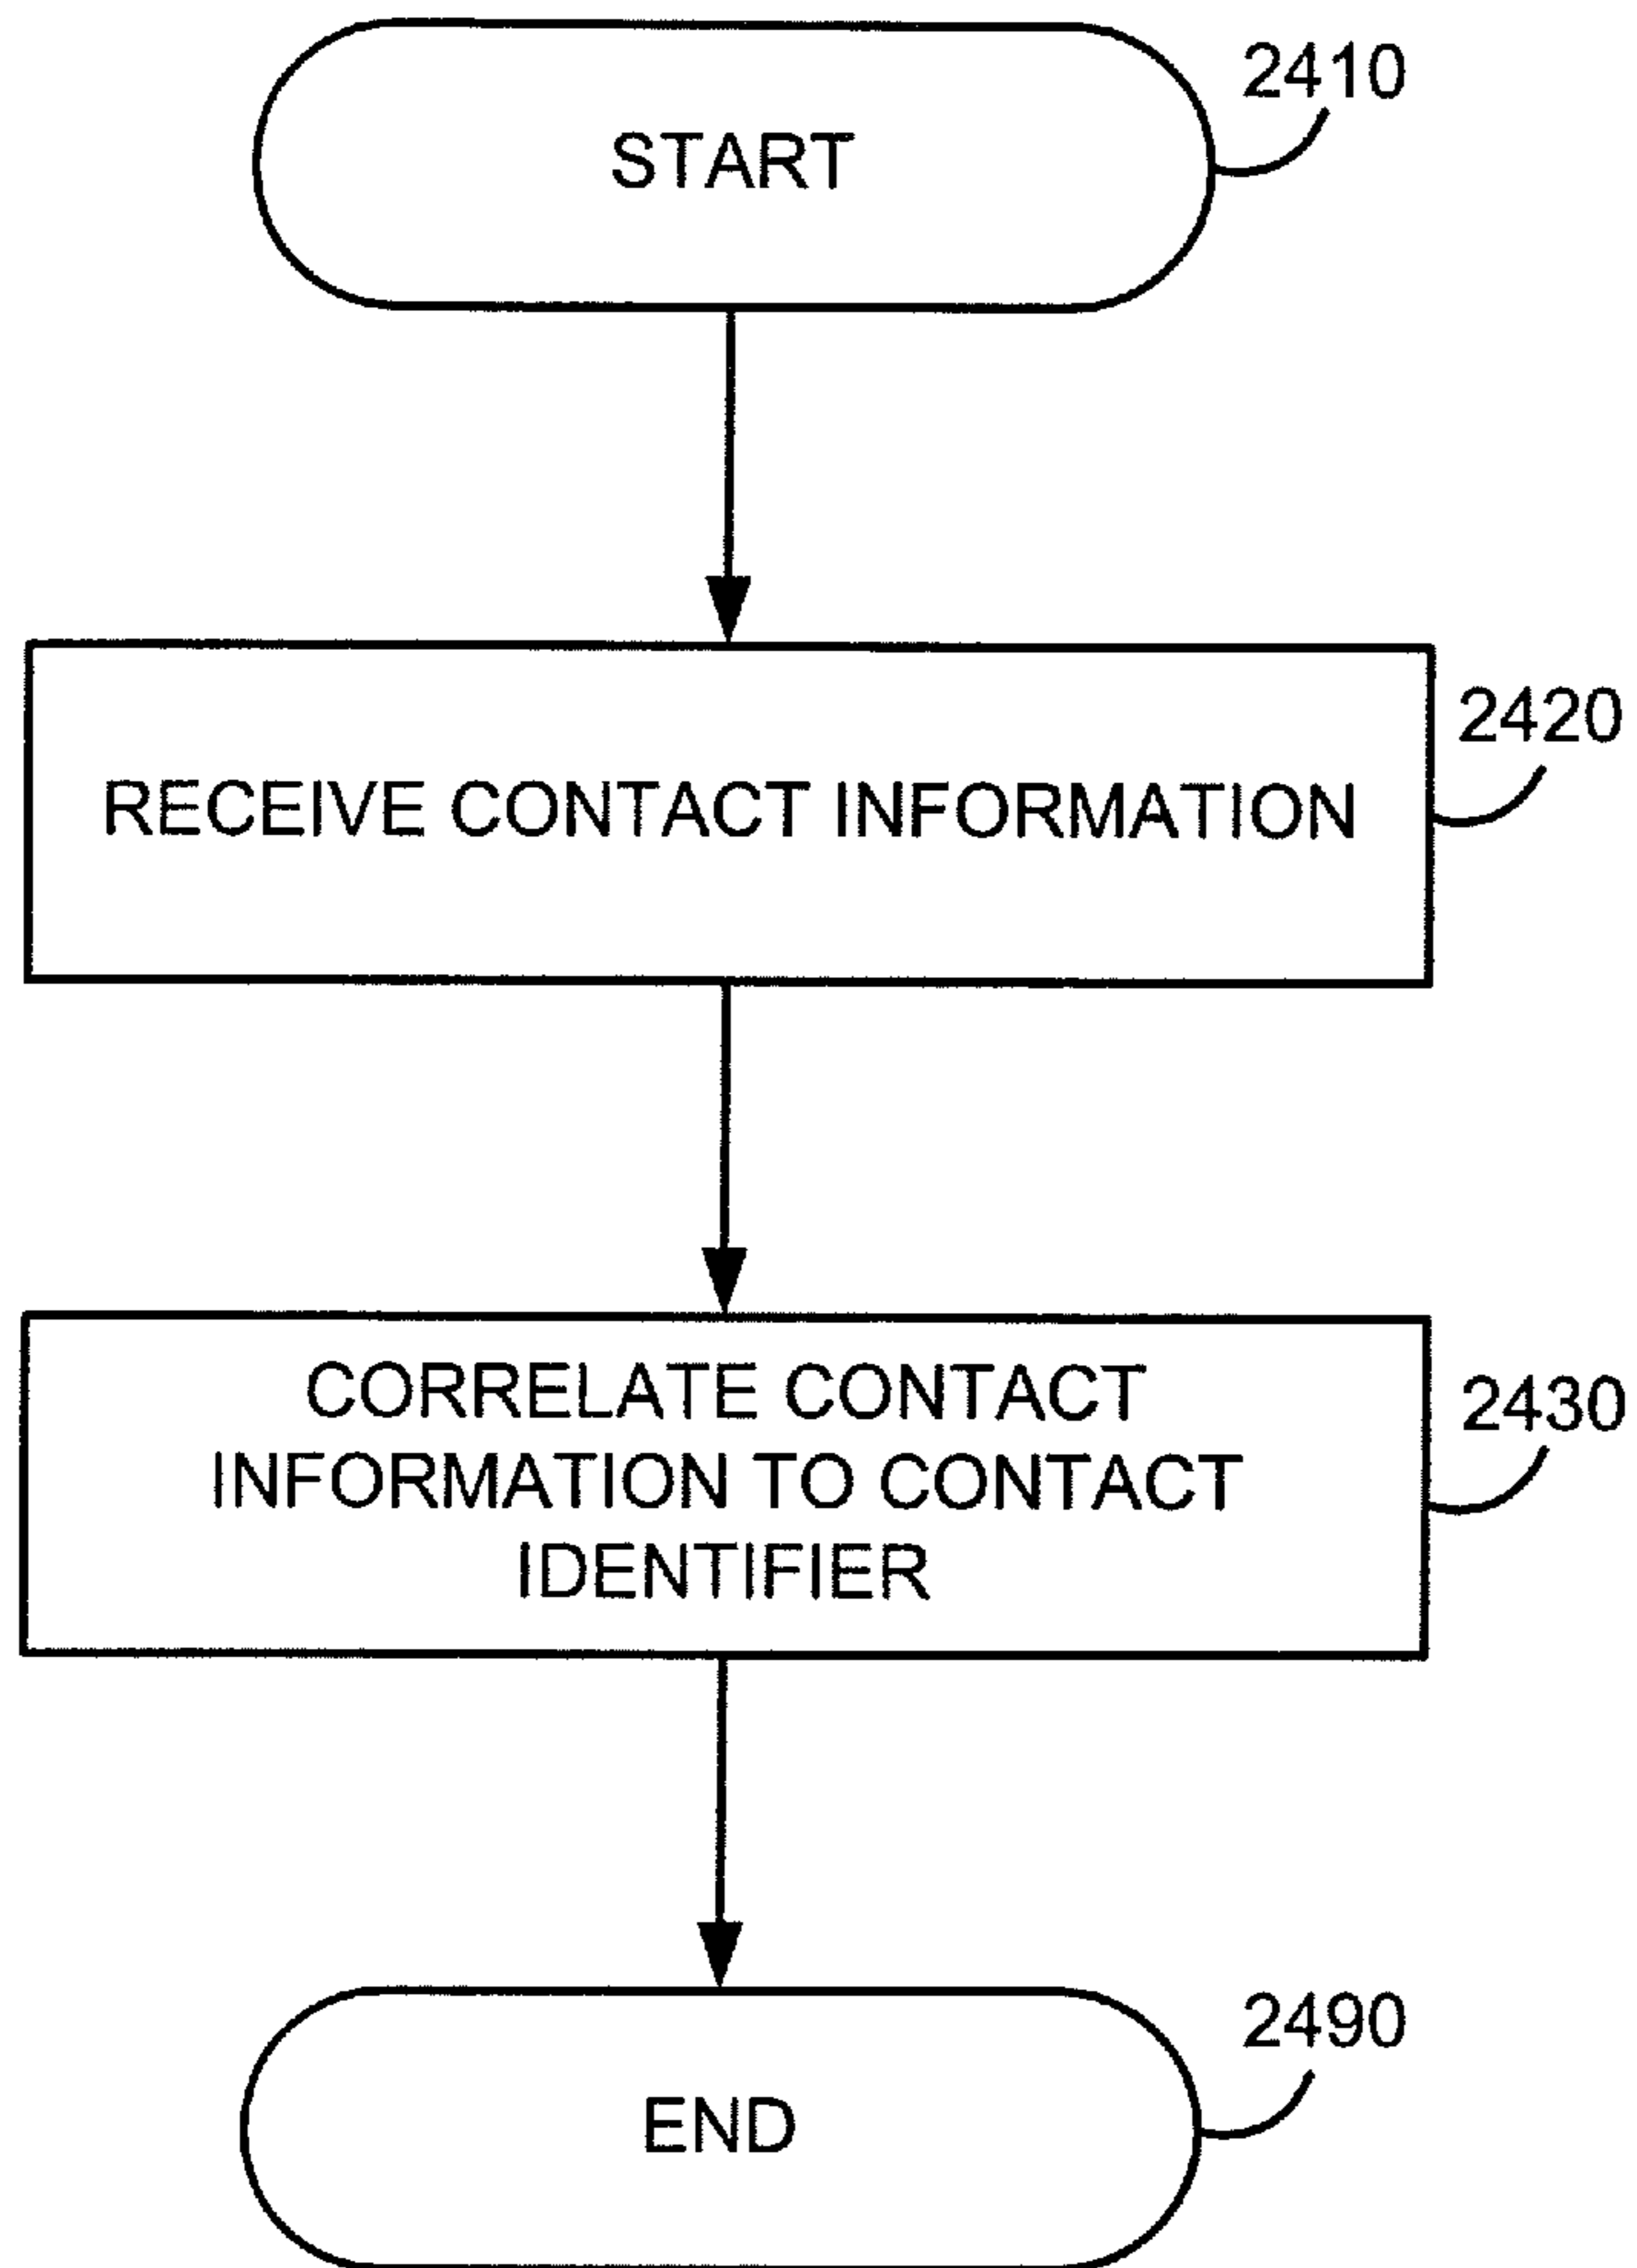 2410
START
2420
RECEIVE CONTACT INFORMATION
CORRELATE CONTACT
2430
INFORMATION TO CONTACT
IDENTIFIER
2490
END